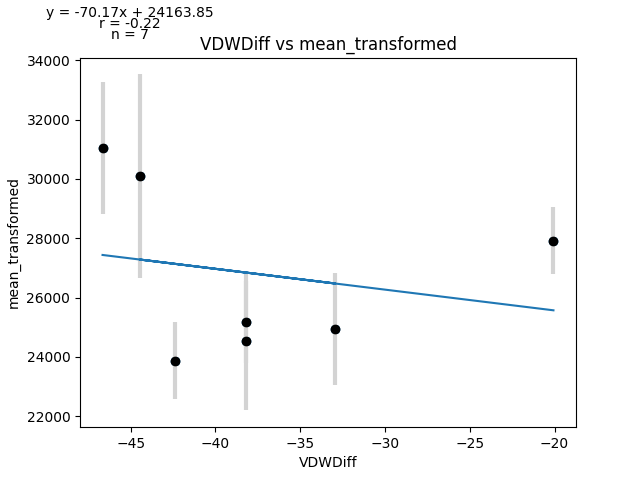 y = -70.17x + 24163.85
r = -0.22
n = 7
VDWDiff vs mean_transformed
34000
32000
30000
28000
26000
24000
22000
mean_transformed
−45
−40
−35
−30
−25
−20
VDWDiff